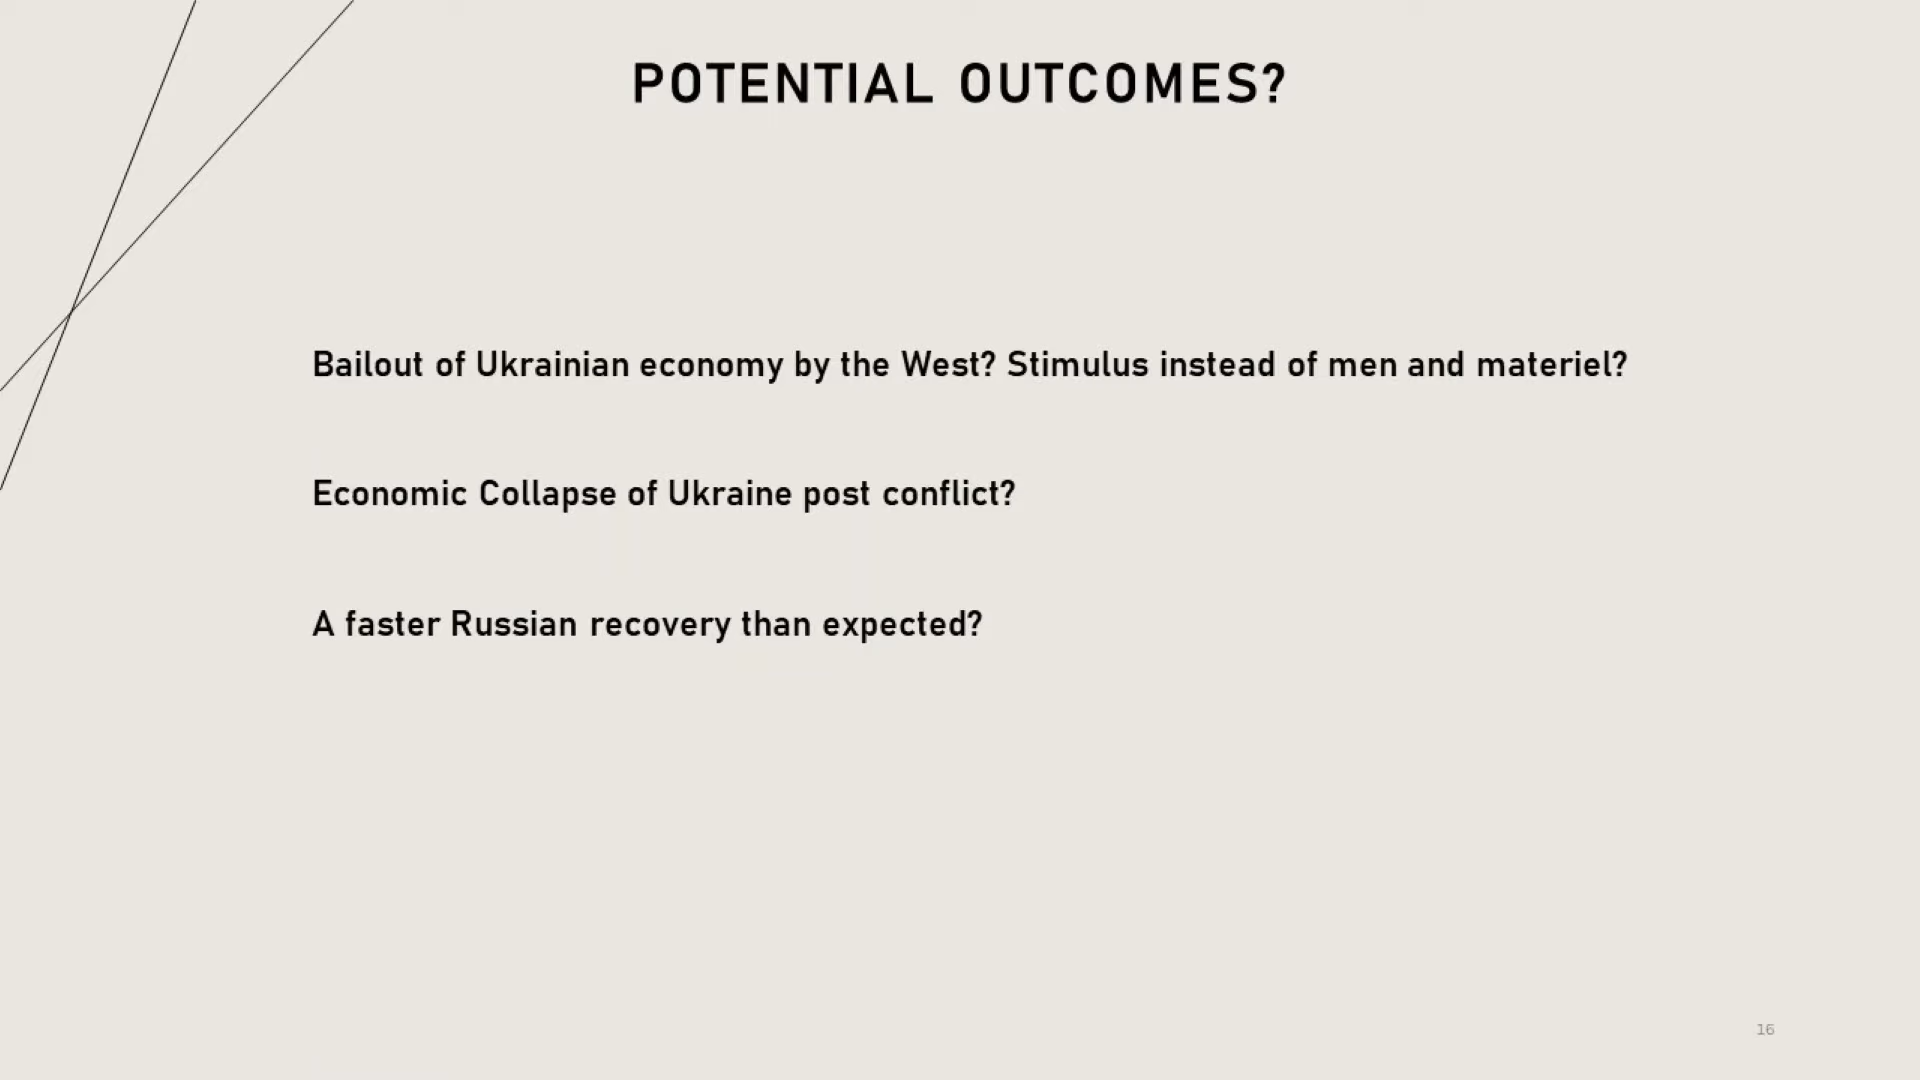 POTENTIAL OUTCOMES?
Bailout of Ukrainian economy by the West? Stimulus instead of men and materiel?
Economic Collapse of Ukraine post conflict?
A faster Russian recovery than expected?
16